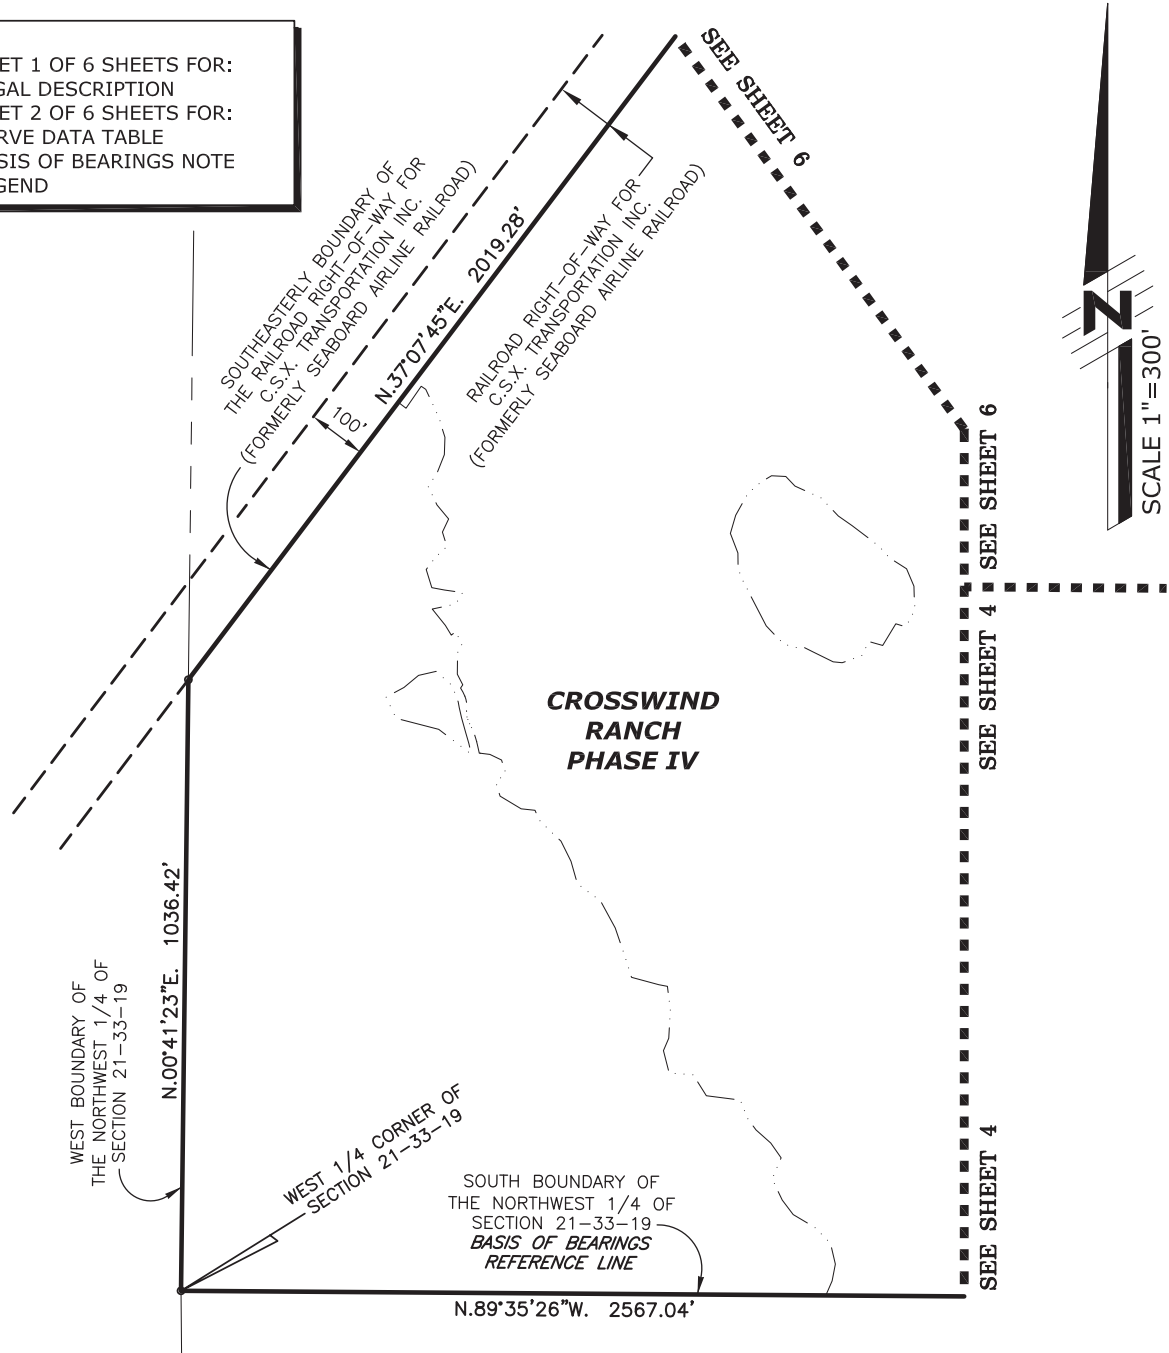 ET 1 OF 6 SHEETS FOR:
GAL DESCRIPTION
ET 2 OF 6 SHEETS FOR:
RVE DATA TABLE
SIS OF BEARINGS NOTE
GEND
SEE SHEET 6
SOUTHEASTERLY BOUNDARY OF
THE RAILROAD RIGHT-OF-WAY FOR
C.S.X. TRANSPORTATION INC.
(FORMERLY SEABOARD AIRLINE RAILROAD)
N.37°07'45"E. 2019.28'
RAILROAD RIGHT-OF-WAY FOR
C.S.X. TRANSPORTATION INC.
(FORMERLY SEABOARD AIRLINE RAILROAD)
100'
N
SCALE 1"=300'
SEE SHEET 6
SEE SHEET 4
CROSSWIND
RANCH
PHASE IV
N.00°41'23"E. 1036.42'
WEST BOUNDARY OF
THE NORTHWEST 1/4 OF
SECTION 21-33-19
WEST 1/4 CORNER OF
SECTION 21-33-19
SOUTH BOUNDARY OF
THE NORTHWEST 1/4 OF
SECTION 21-33-19
BASIS OF BEARINGS
REFERENCE LINE
N.89°35'26"W. 2567.04'
SEE SHEET 4